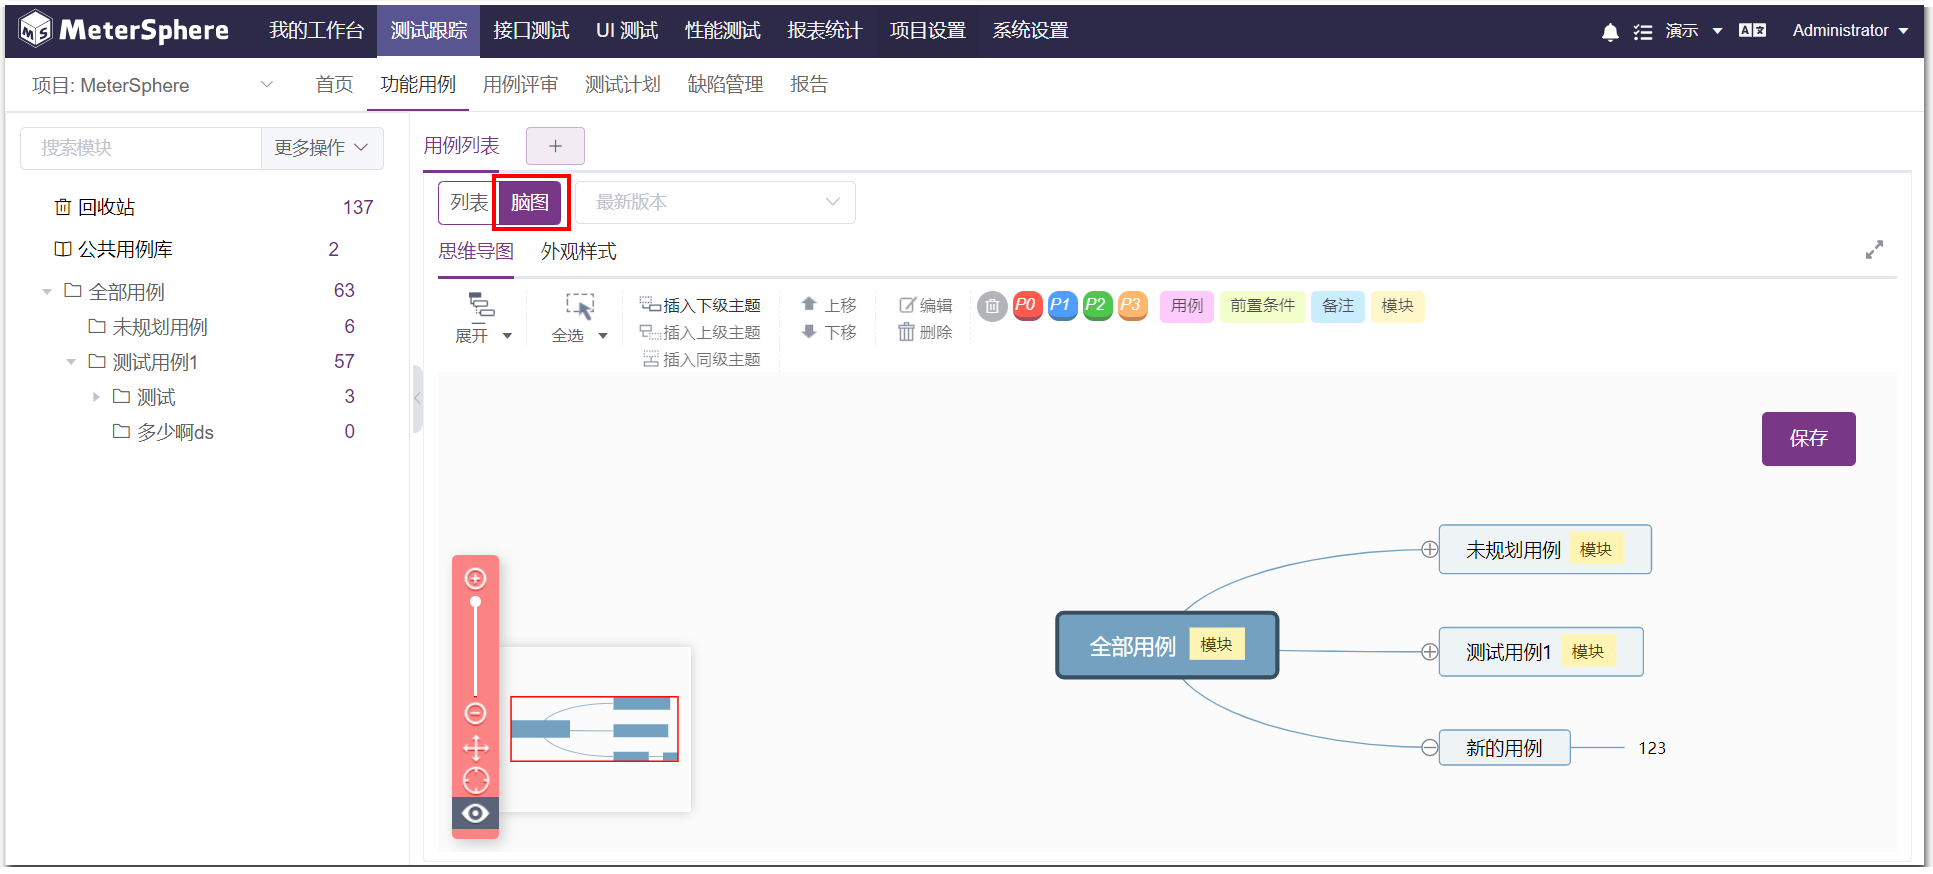 MeterSphere 我的工作台 测试跟踪 接口测试 UI 测试 性能测试 报表统计 项目设置 系统设置 演示 Administrator
项目: MeterSphere 首页 功能用例 用例评审 测试计划 缺陷管理 报告
搜索模块 更多操作
回收站 137
公共用例库 2
全部用例 63
未规划用例 6
测试用例1 57
测试 3
多少啊ds 0
用例列表 +
列表 脑图 最新版本
思维导图 外观样式
展开 全选
插入下级主题
插入上级主题
插入同级主题
上移
下移
编辑
删除
P0 P1 P2 P3 用例 前置条件 备注 模块
保存
未规划用例 模块
全部用例 模块
测试用例1 模块
新的用例 123